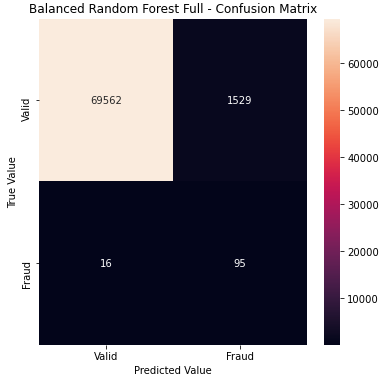 Balanced Random Forest Full - Confusion Matrix
True Value
Valid
69562
1529
Fraud
16
95
Valid
Fraud
Predicted Value
60000
50000
40000
30000
20000
10000